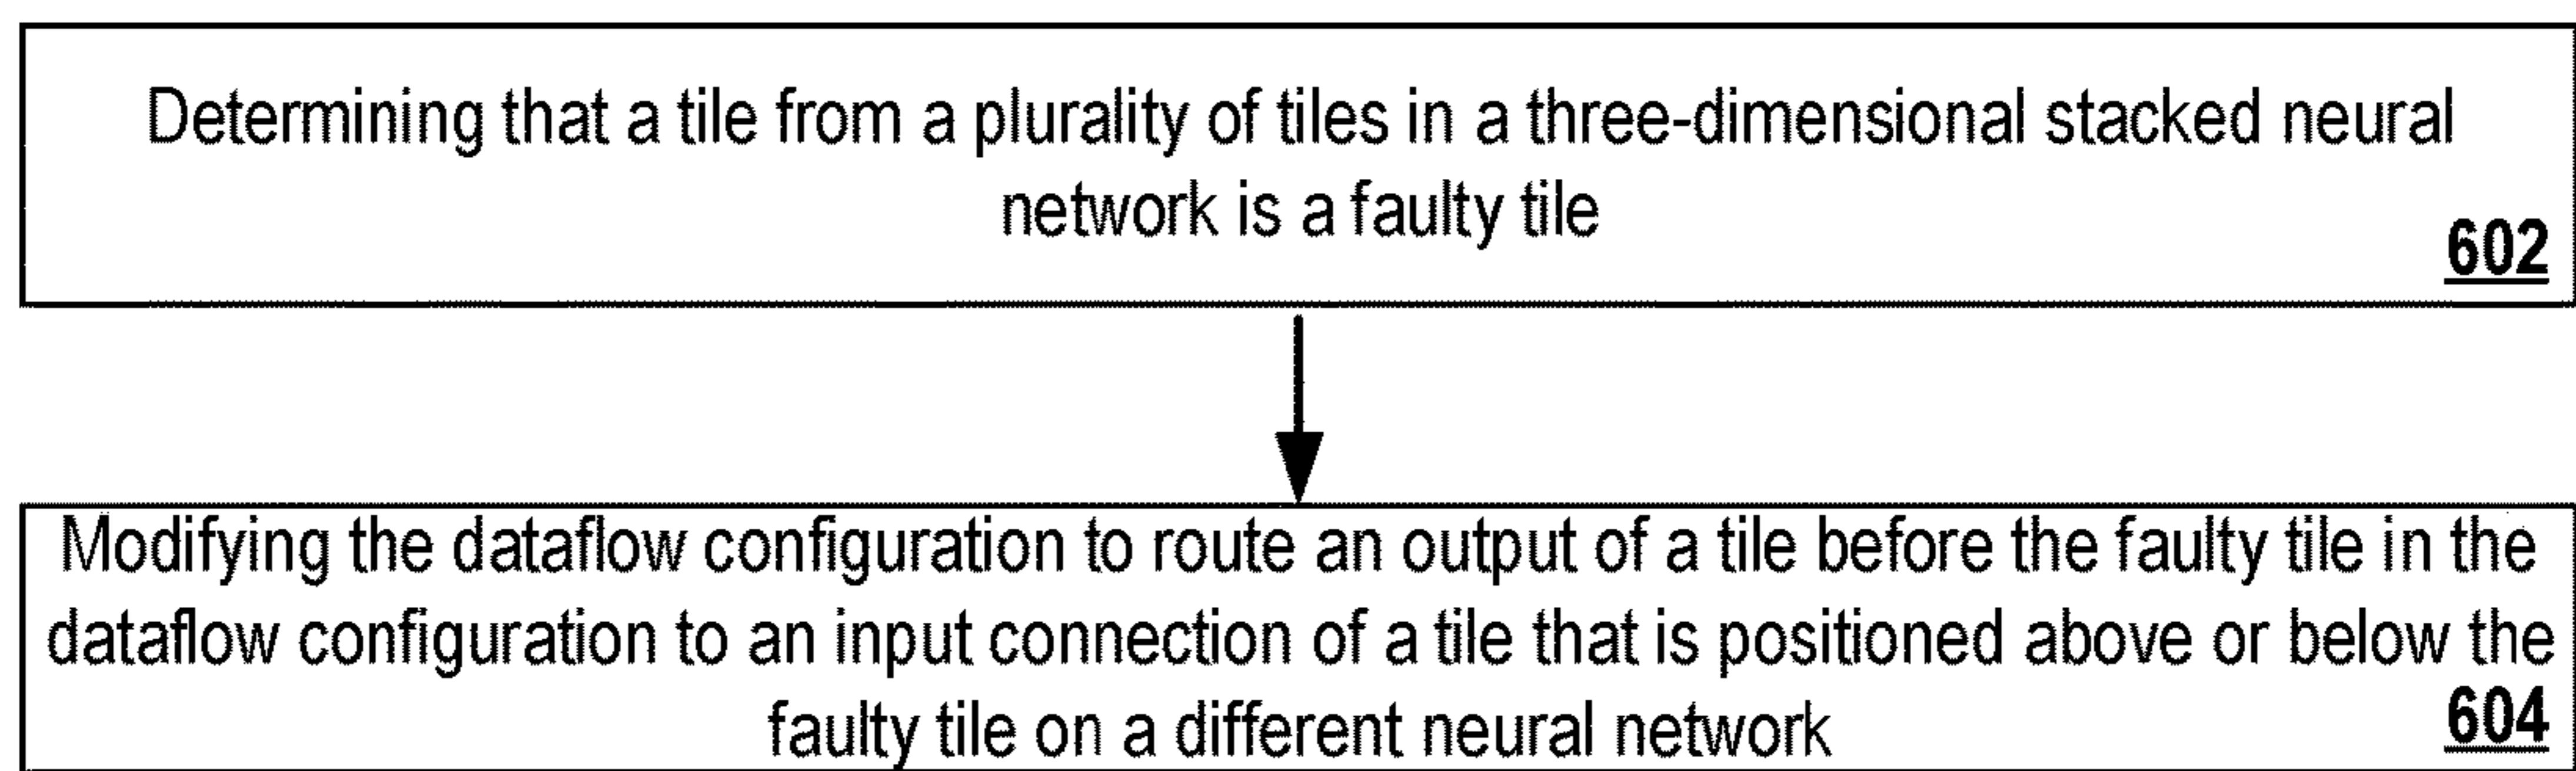 Determining that a tile from a plurality of tiles in a three-dimensional stacked neural
network is a faulty tile
602
Modifying the dataflow configuration to route an output of a tile before the faulty tile in the
dataflow configuration to an input connection of a tile that is positioned above or below the
faulty tile on a different neural network
604